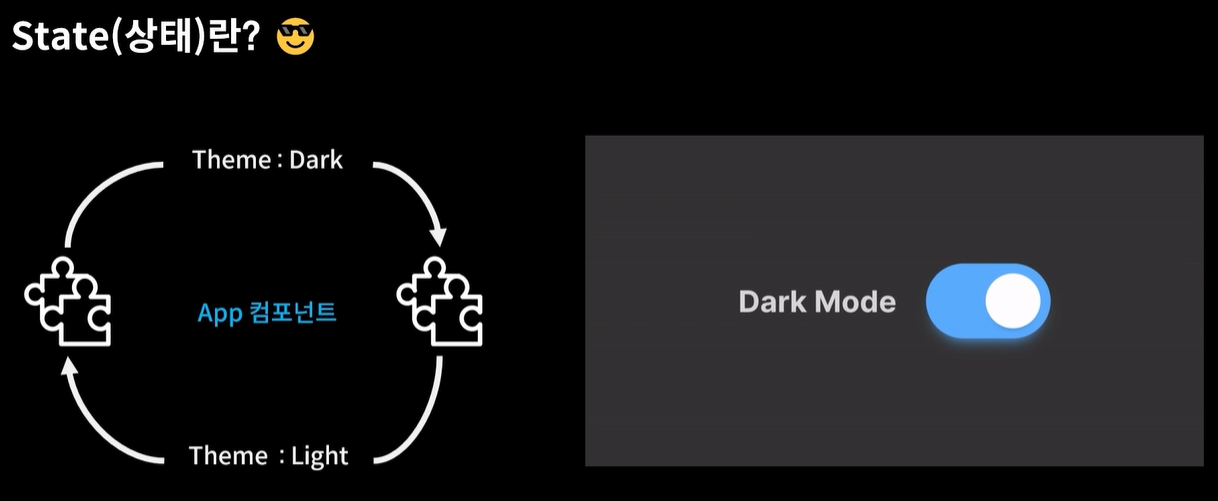 State(상태)란? 😎
Theme : Dark
App 컴포넌트
Theme : Light
Dark Mode